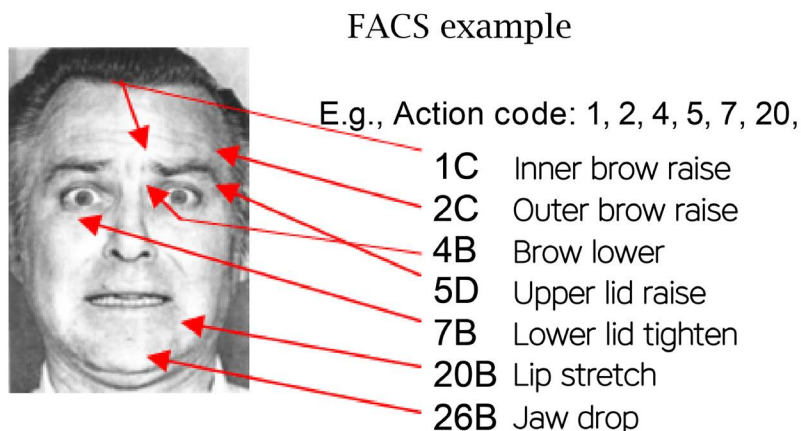 FACS example
E.g., Action code: 1, 2, 4, 5, 7, 20,
1C Inner brow raise
2C Outer brow raise
4B Brow lower
5D Upper lid raise
7B Lower lid tighten
20B Lip stretch
26B Jaw drop